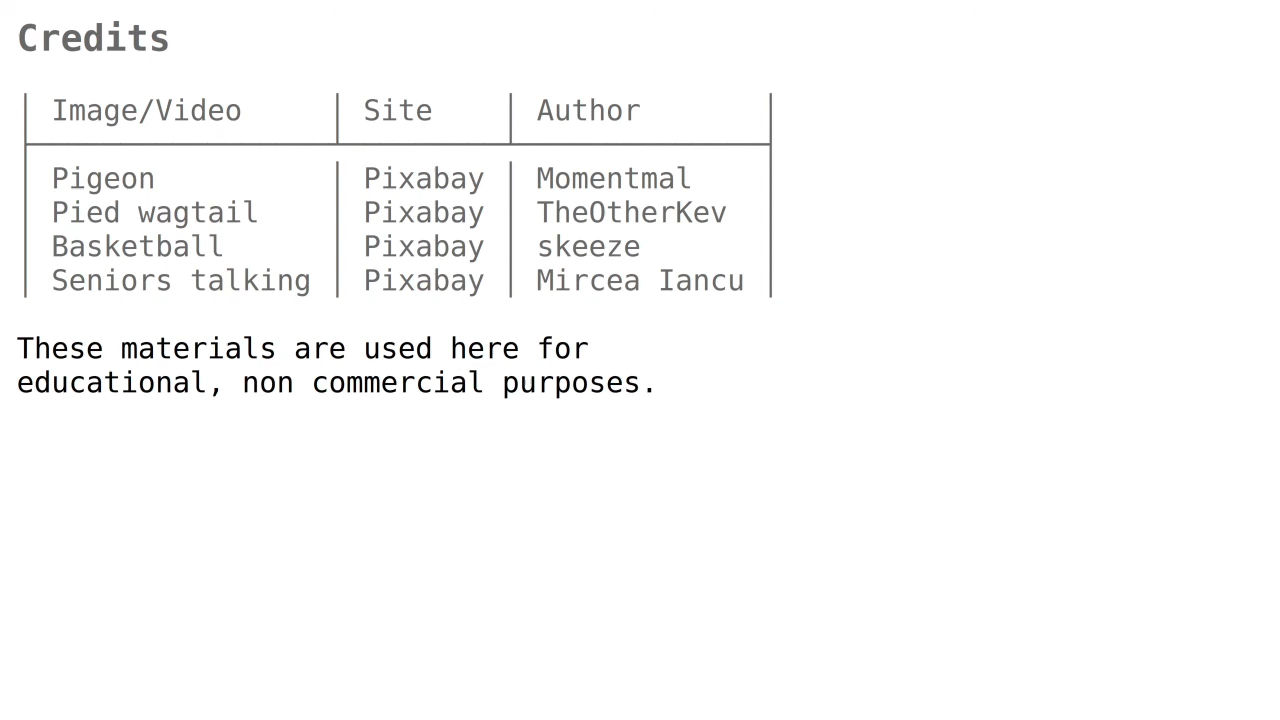 Credits
Image/Video Site Author
Pigeon Pixabay Momentmal
Pied wagtail Pixabay TheOtherKev
Basketball Pixabay skeeze
Seniors talking Pixabay Mircea Iancu
These materials are used here for
educational, non commercial purposes.